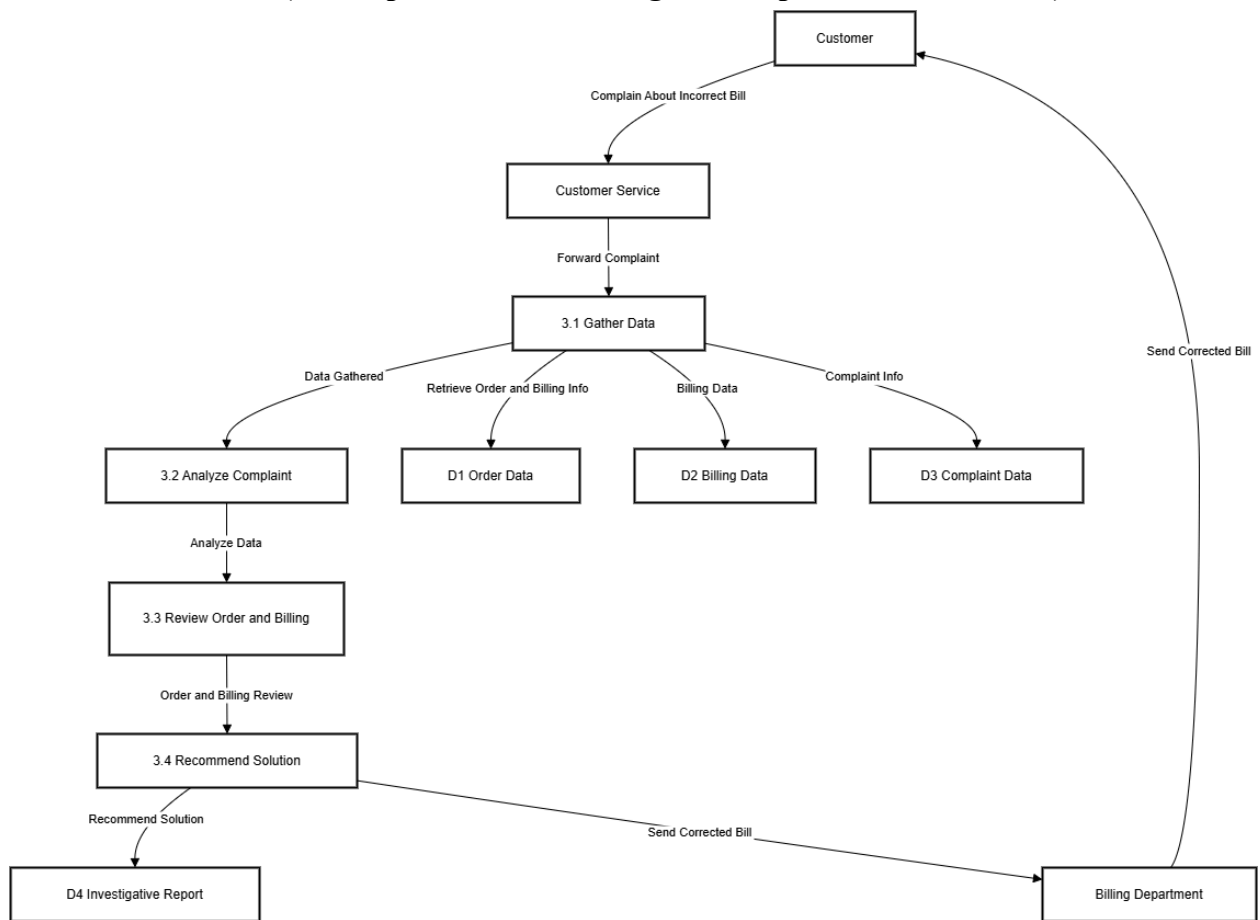 Customer
Complain About Incorrect Bill
Customer Service
Forward Complaint
3.1 Gather Data
Send Corrected Bill
Data Gathered
Retrieve Order and Billing Info
Billing Data
Complaint Info
3.2 Analyze Complaint
D1 Order Data
D2 Billing Data
D3 Complaint Data
Analyze Data
3.3 Review Order and Billing
Order and Billing Review
3.4 Recommend Solution
Recommend Solution
Send Corrected Bill
D4 Investigative Report
Billing Department